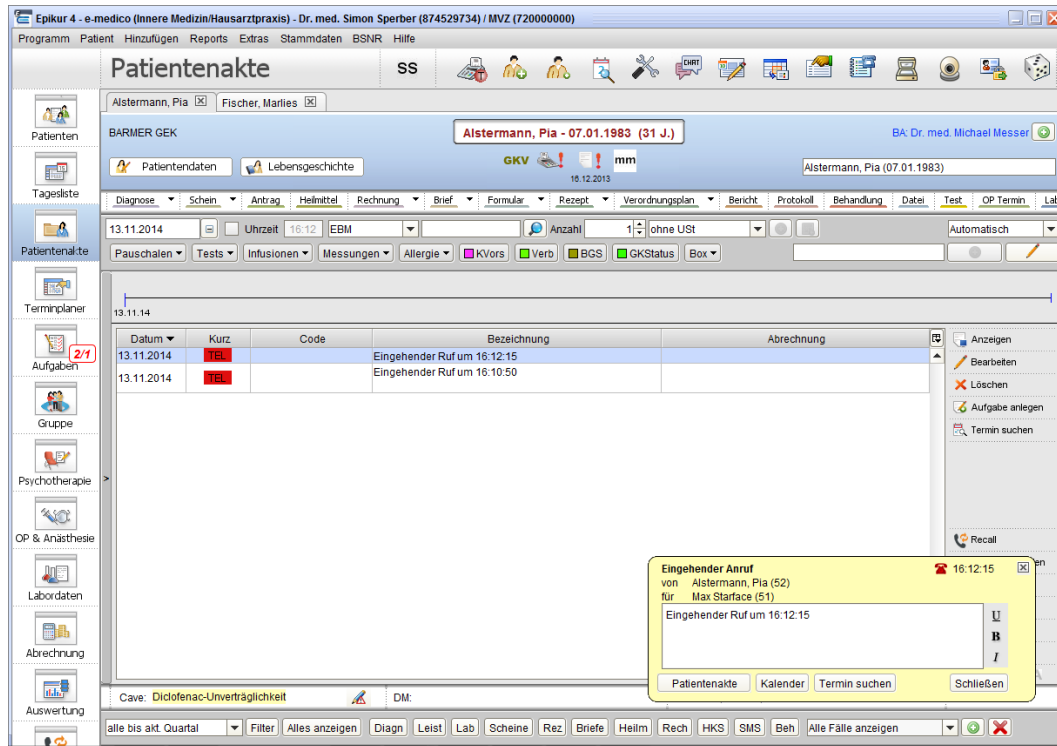 Epikur 4 - e-medico (Innere Medizin/Hausarztpraxis) - Dr. med. Simon Sperber (874529734) / MVZ (720000000)
Programm Patient Hinzufügen Reports Extras Stammdaten BSNR Hilfe
Patientenakte
SS
CHAT
Alstermann, Pia
Fischer, Marlies
BARMER GEK
Alstermann, Pia - 07.01.1983 (31 J.)
BA: Dr. med. Michael Messer
Patientendaten
Lebensgeschichte
GKV
mm
16.12.2013
Alstermann, Pia (07.01.1983)
Diagnose Schein Antrag Heilmittel Rechnung Brief Formular Rezept Verordnungsplan Bericht Protokoll Behandlung Datei Test OP Termin Lab
13.11.2014 Uhrzeit 16:12 EBM Anzahl 1 ohne USt Automatisch
Pauschalen Tests Infusionen Messungen Allergie KVors Verb BGS GKStatus Box
13.11.14
Datum Kurz Code Bezeichnung Abrechnung
13.11.2014 TEL Eingehender Ruf um 16:12:15
13.11.2014 TEL Eingehender Ruf um 16:10:50
Patienten
Tagesliste
Patientenakte
Terminplaner
2/1
Aufgaben
Gruppe
Psychotherapie
>
OP & Anästhesie
Labordaten
Abrechnung
Auswertung
Anzeigen
Bearbeiten
Löschen
Aufgabe anlegen
Termin suchen
Recall
en
Eingehender Anruf 16:12:15
von Alstermann, Pia (52)
für Max Starface (51)
Eingehender Ruf um 16:12:15
U
B
I
Patientenakte Kalender Termin suchen Schließen
Cave: Diclofenac-Unverträglichkeit DM:
alle bis akt. Quartal Filter Alles anzeigen Diagn Leist Lab Scheine Rez Briefe Heilm Rech HKS SMS Beh Alle Fälle anzeigen